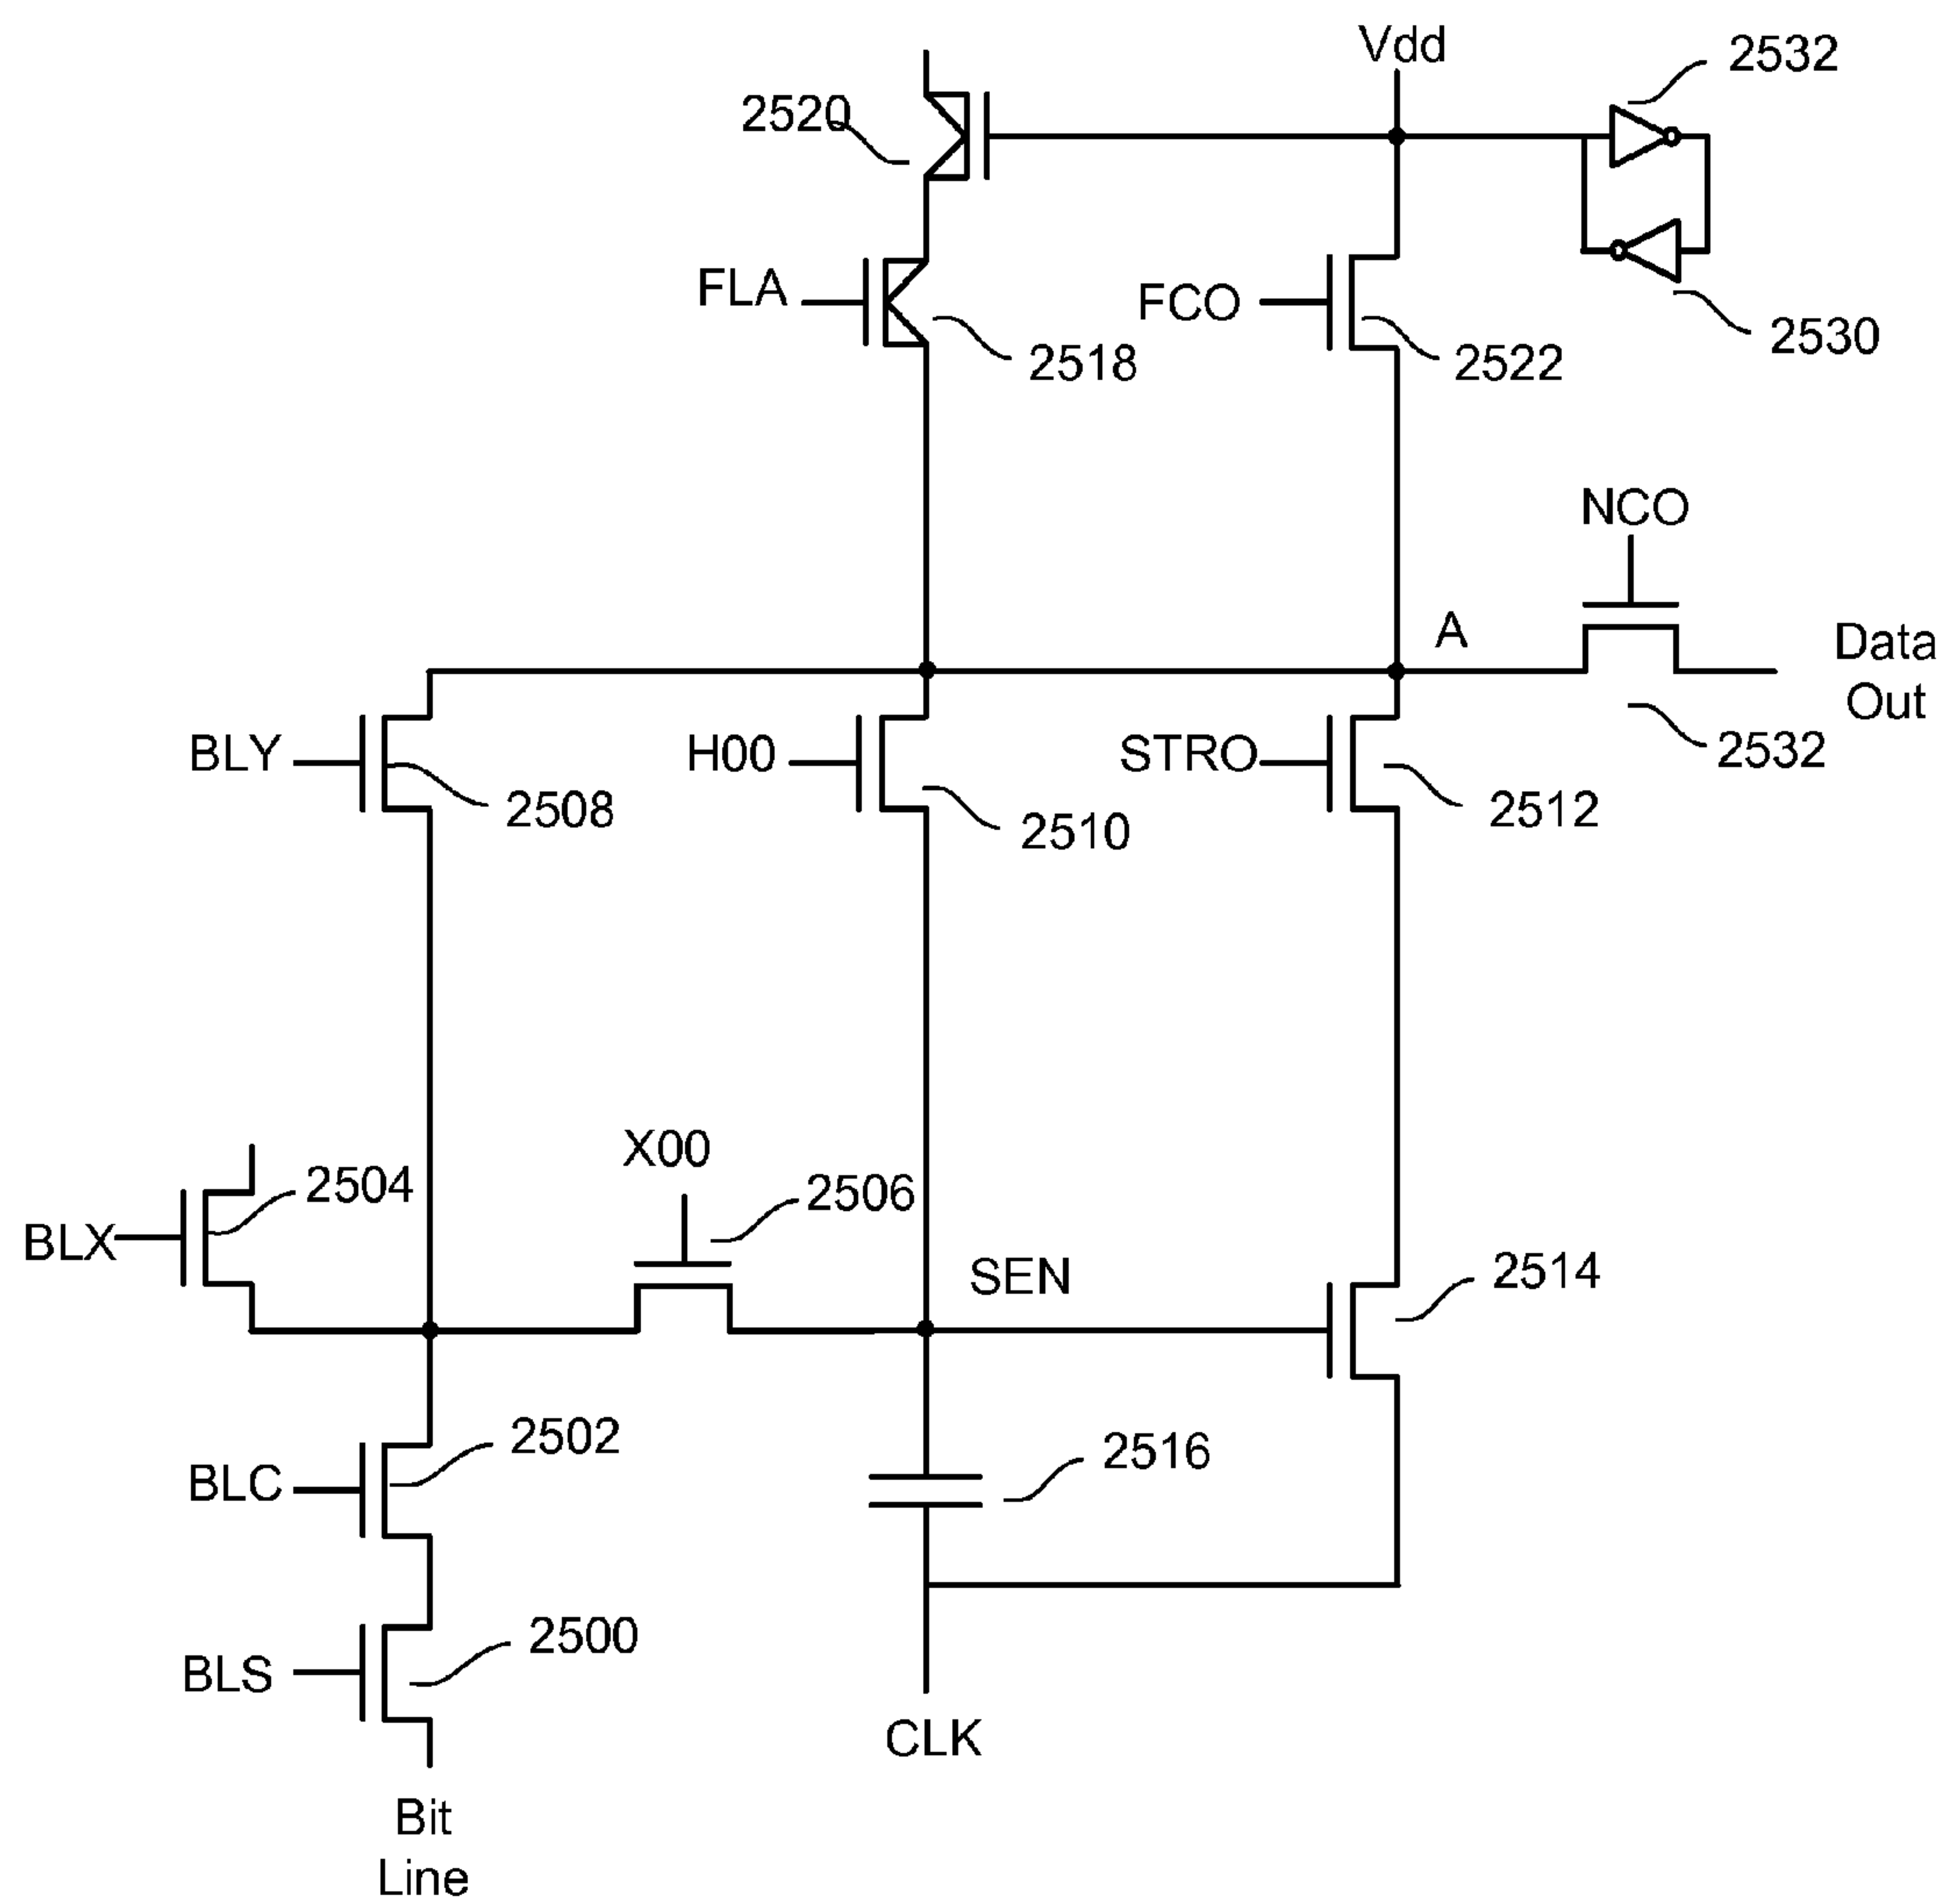 Vdd
2532
2520
FLA
2518
FCO
2522
2530
NCO
A
Data
Out
BLY
2508
H00
2510
STRO
2512
2532
X00
2504
2506
BLX
SEN
2514
2502
BLC
2516
2500
BLS
CLK
Bit
Line